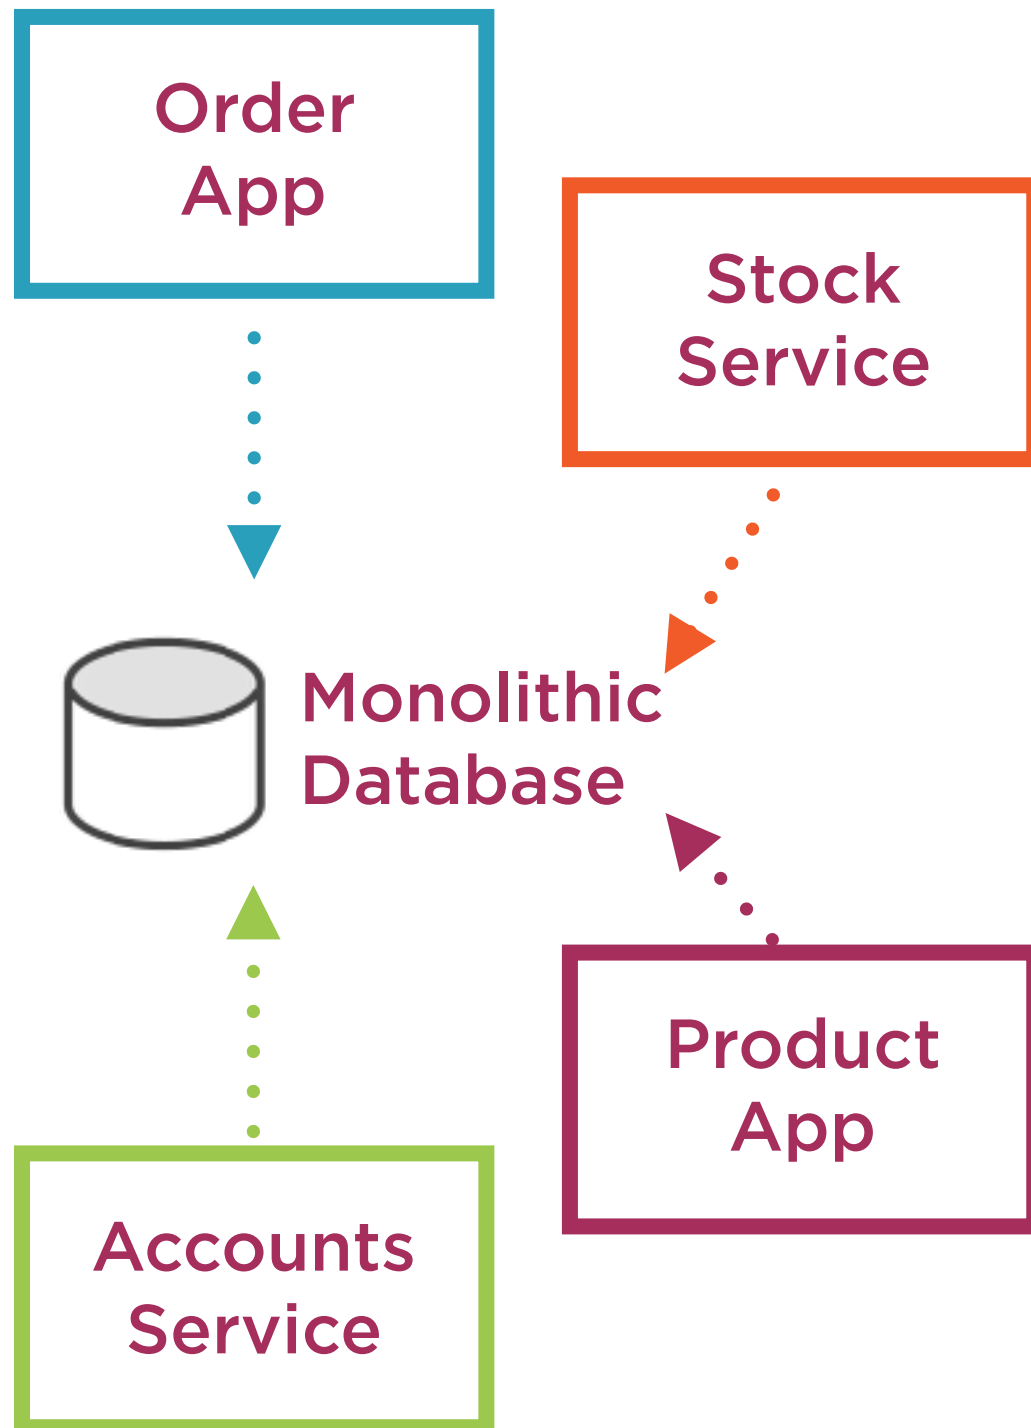 Order
App
Stock
Service
Monolithic
Database
Product
App
Accounts
Service